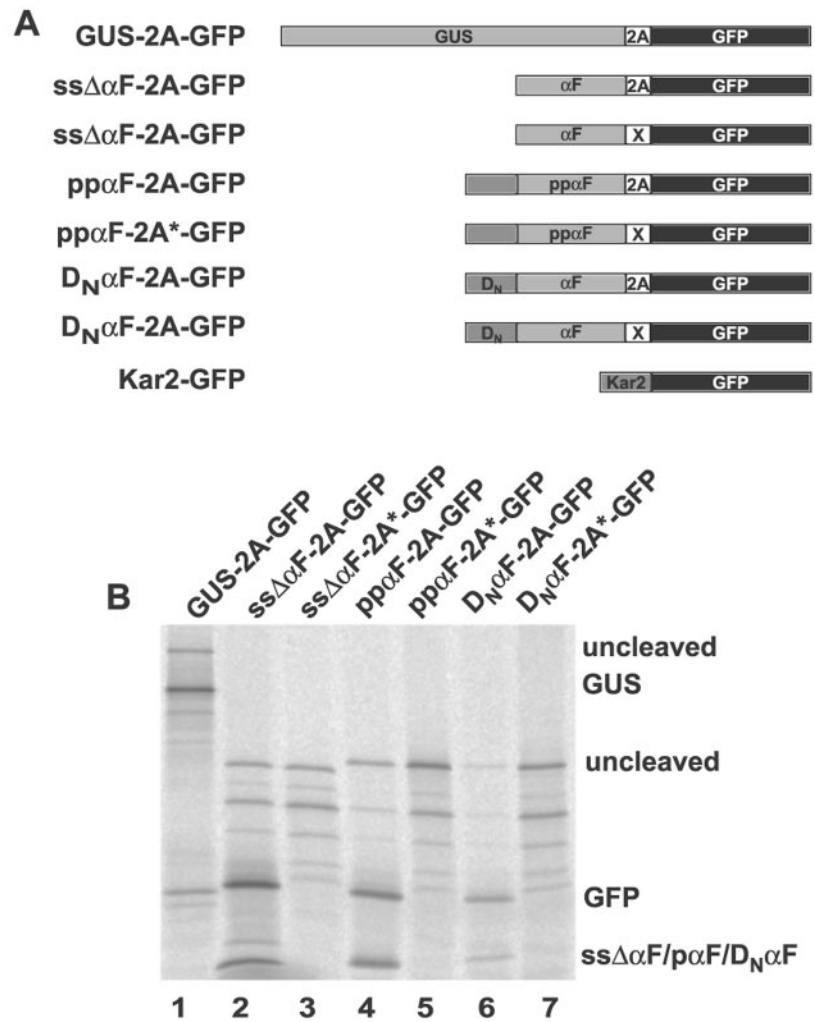 A
GUS-2A-GFP GUS 2A GFP
ssΔαF-2A-GFP αF 2A GFP
ssΔαF-2A-GFP αF X GFP
ppαF-2A-GFP ppαF 2A GFP
ppαF-2A*-GFP ppαF X GFP
DNαF-2A-GFP DN αF 2A GFP
DNαF-2A-GFP DN αF X GFP
Kar2-GFP Kar2 GFP
B
GUS-2A-GFP
ssΔαF-2A-GFP
ssΔαF-2A*-GFP
ppαF-2A-GFP
ppαF-2A*-GFP
DNαF-2A-GFP
DNαF-2A*-GFP
uncleaved
GUS
uncleaved
GFP
ssΔαF/pαF/DNαF
1 2 3 4 5 6 7